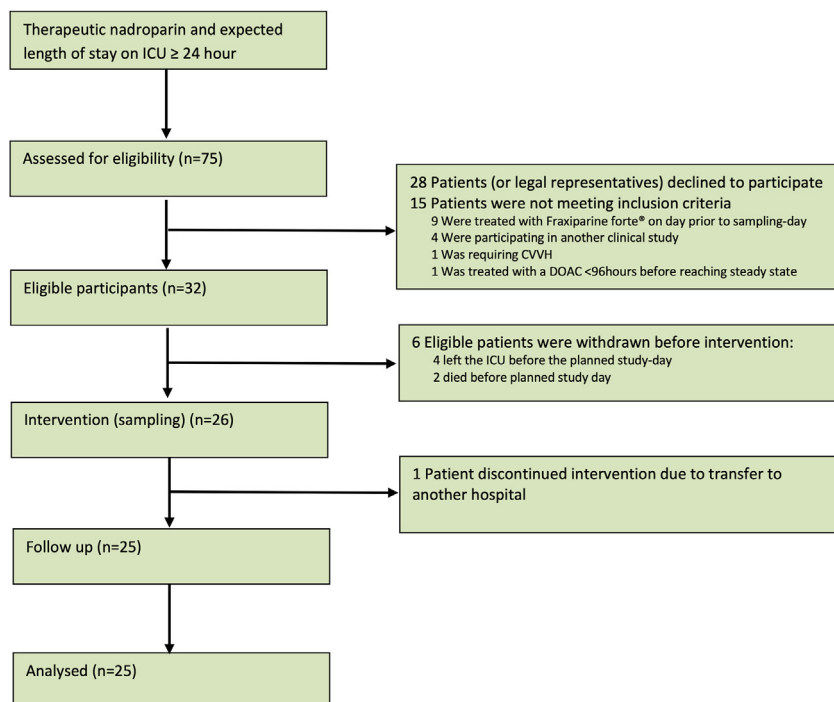 Therapeutic nadroparin and expected
length of stay on ICU ≥ 24 hour
Assessed for eligibility (n=75)
28 Patients (or legal representatives) declined to participate
15 Patients were not meeting inclusion criteria
9 Were treated with Fraxiparine forte® on day prior to sampling-day
4 Were participating in another clinical study
1 Was requiring CVVH
1 Was treated with a DOAC <96hours before reaching steady state
Eligible participants (n=32)
6 Eligible patients were withdrawn before intervention:
4 left the ICU before the planned study-day
2 died before planned study day
Intervention (sampling) (n=26)
1 Patient discontinued intervention due to transfer to
another hospital
Follow up (n=25)
Analysed (n=25)